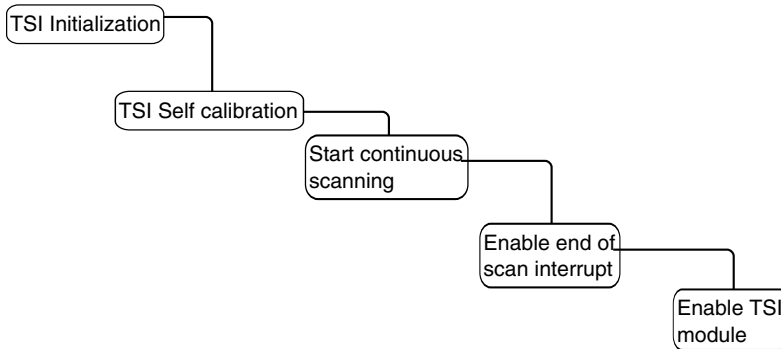 TSI Initialization
TSI Self calibration
Start continuous
scanning
Enable end of
scan interrupt
Enable TSI
module